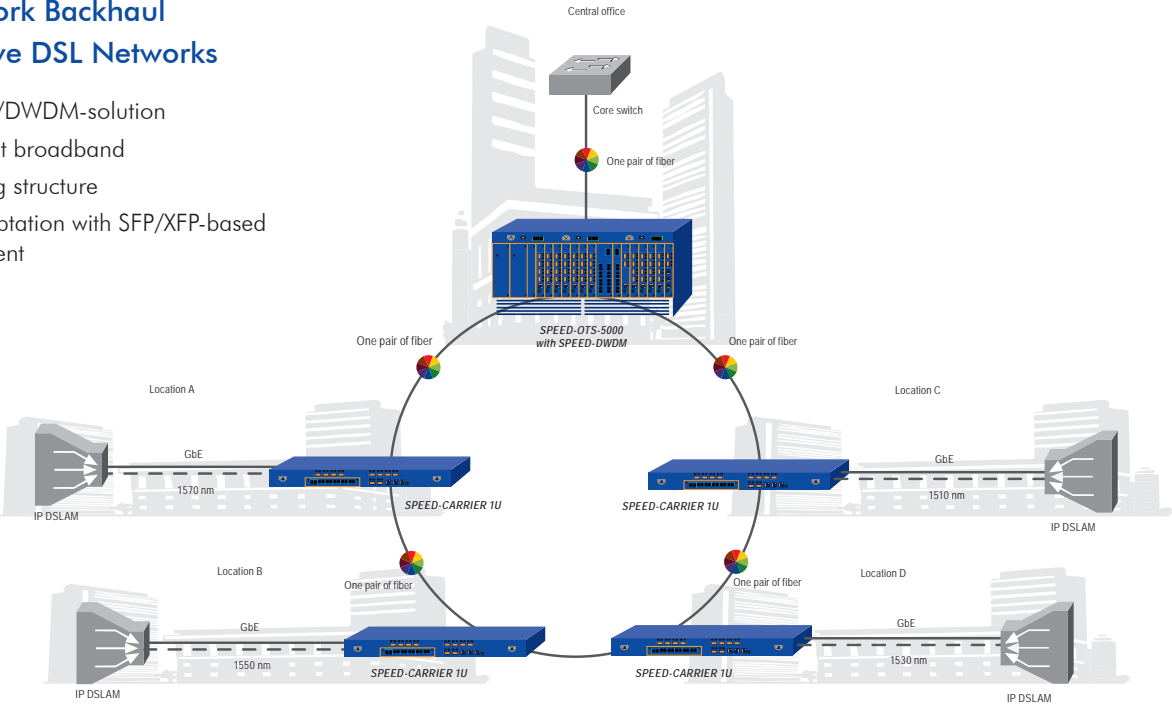 ork Backhaul
ve DSL Networks
/DWDM-solution
t broadband
g structure
ptation with SFP/XFP-based
ent
Central office
Core switch
One pair of fiber
SPEED-OTS-5000
with SPEED-DWDM
One pair of fiber
One pair of fiber
Location A
Location C
GbE
1570 nm
IP DSLAM
SPEED-CARRIER 1U
SPEED-CARRIER 1U
GbE
1510 nm
IP DSLAM
Location B
One pair of fiber
One pair of fiber
Location D
GbE
1550 nm
IP DSLAM
SPEED-CARRIER 1U
SPEED-CARRIER 1U
GbE
1530 nm
IP DSLAM